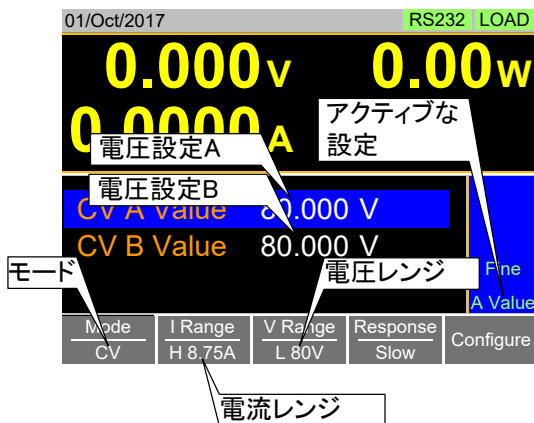 01/Oct/2017 RS232 LOAD
0.000 V 0.00 W
0.0000 A
アクティブな
設定
電圧設定A
電圧設定B
CV A Value 80.000 V
CV B Value 80.000 V
モード
電圧レンジ
Fine
A Value
Mode I Range V Range Response Configure
CV H 8.75A L 80V Slow
電流レンジ